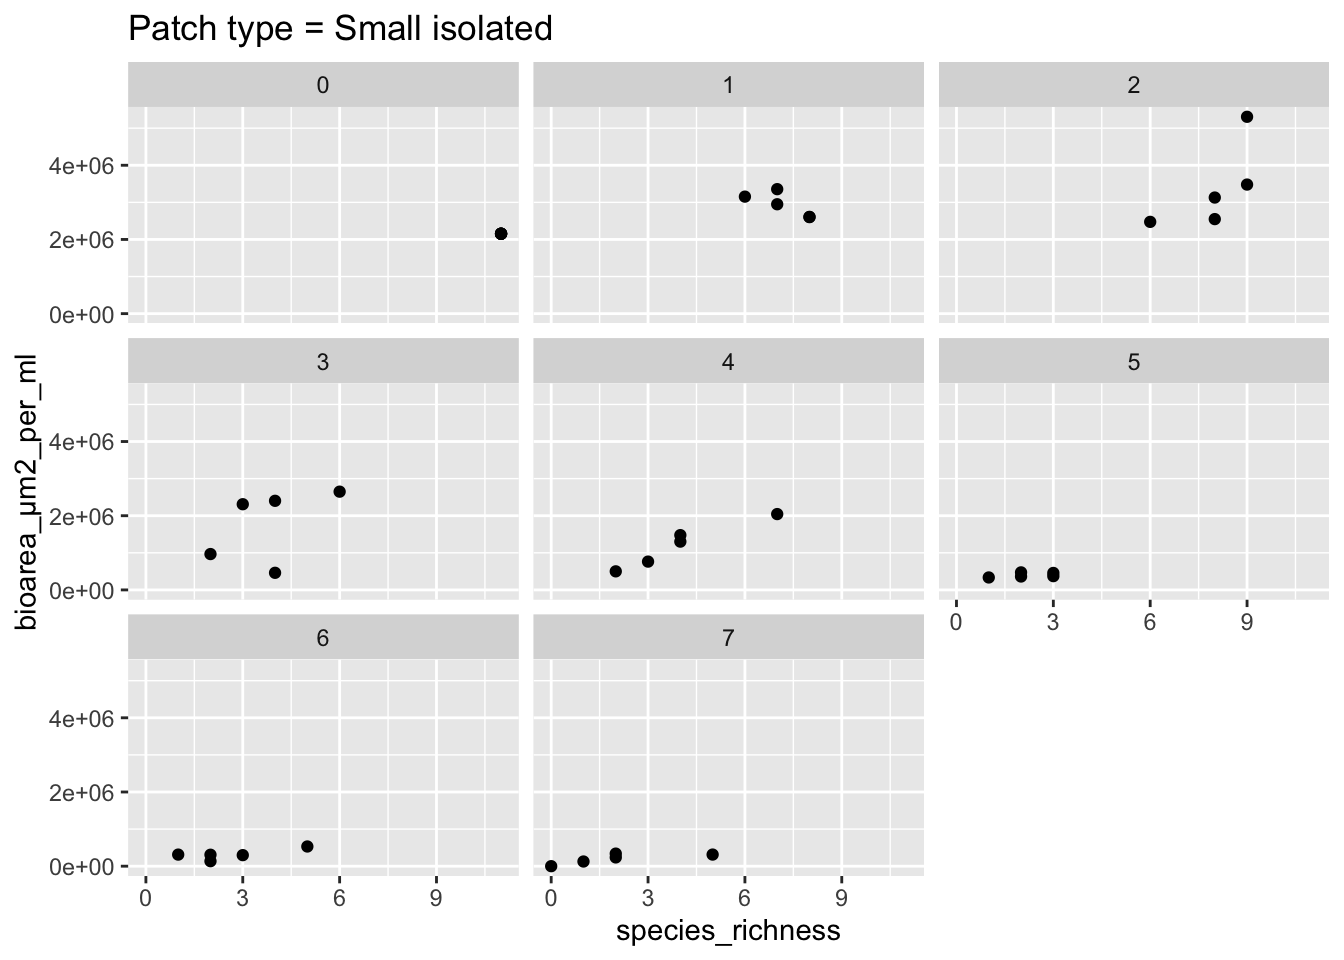 Patch type = Small isolated
0 1 2
4e+06
2e+06
0e+00
3 4 5
4e+06
2e+06
0e+00
0 3 6 9
6 7
4e+06
2e+06
0e+00
0 3 6 9 0 3 6 9
species_richness
bioarea_µm2_per_ml